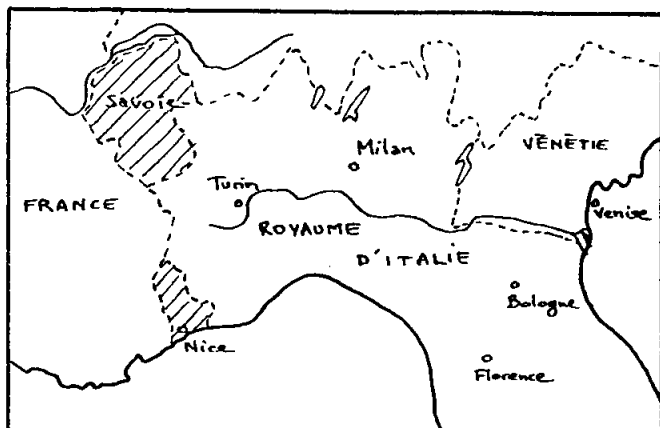 Savoie
Milan
VÉNÉTIE
Turin
FRANCE
Venise
ROYAUME
D'ITALIE
Bologne
Nice
Florence